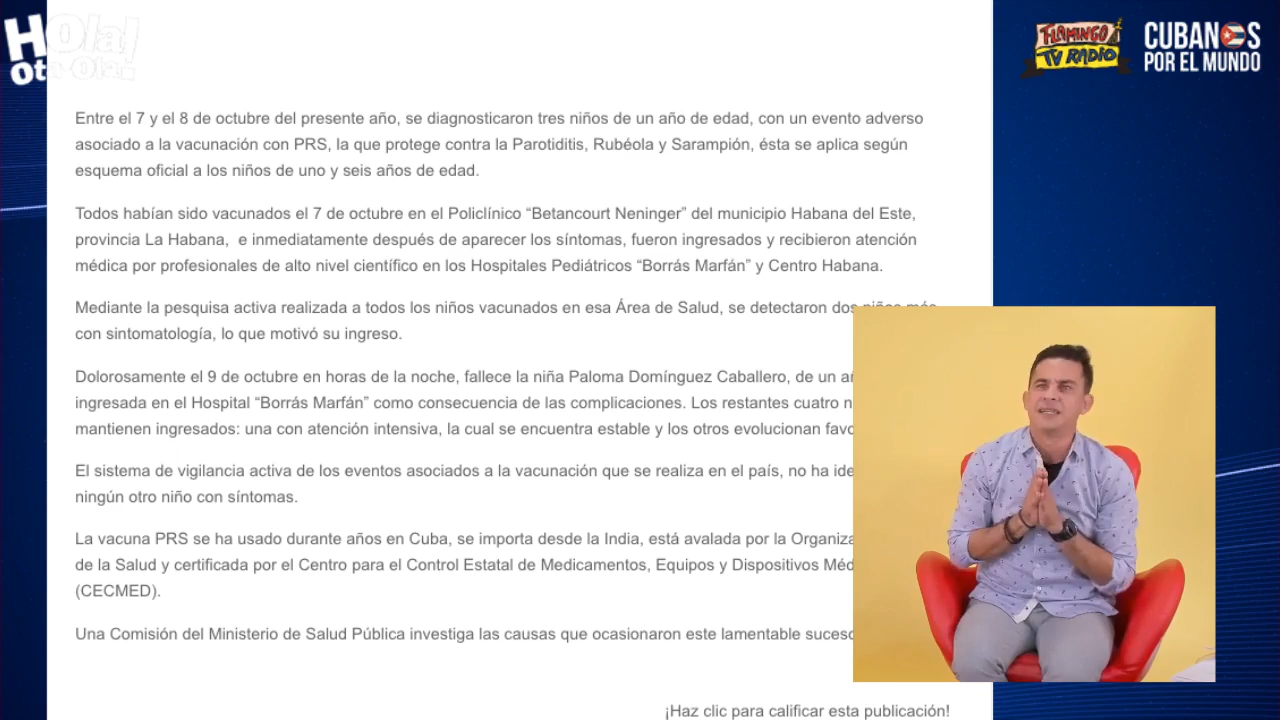 HOla!
Ota-Ola!
FLAMINGO
TV RADIO
CUBANOS
POR EL MUNDO
Entre el 7 y el 8 de octubre del presente año, se diagnosticaron tres niños de un año de edad, con un evento adverso
asociado a la vacunación con PRS, la que protege contra la Parotiditis, Rubéola y Sarampión, ésta se aplica según
esquema oficial a los niños de uno y seis años de edad.
Todos habían sido vacunados el 7 de octubre en el Policlínico “Betancourt Neninger” del municipio Habana del Este,
provincia La Habana, e inmediatamente después de aparecer los síntomas, fueron ingresados y recibieron atención
médica por profesionales de alto nivel científico en los Hospitales Pediátricos “Borrás Marfán” y Centro Habana.
Mediante la pesquisa activa realizada a todos los niños vacunados en esa Área de Salud, se detectaron dos niños más
con sintomatología, lo que motivó su ingreso.
Dolorosamente el 9 de octubre en horas de la noche, fallece la niña Paloma Domínguez Caballero, de un
ingresada en el Hospital “Borrás Marfán” como consecuencia de las complicaciones. Los restantes cuatro
mantienen ingresados: una con atención intensiva, la cual se encuentra estable y los otros evolucionan
El sistema de vigilancia activa de los eventos asociados a la vacunación que se realiza en el país, no ha
ningún otro niño con síntomas.
La vacuna PRS se ha usado durante años en Cuba, se importa desde la India, está avalada por la
de la Salud y certificada por el Centro para el Control Estatal de Medicamentos, Equipos y Dispositivos
(CECMED).
Una Comisión del Ministerio de Salud Pública investiga las causas que ocasionaron este lamentable suceso
¡Haz clic para calificar esta publicación!